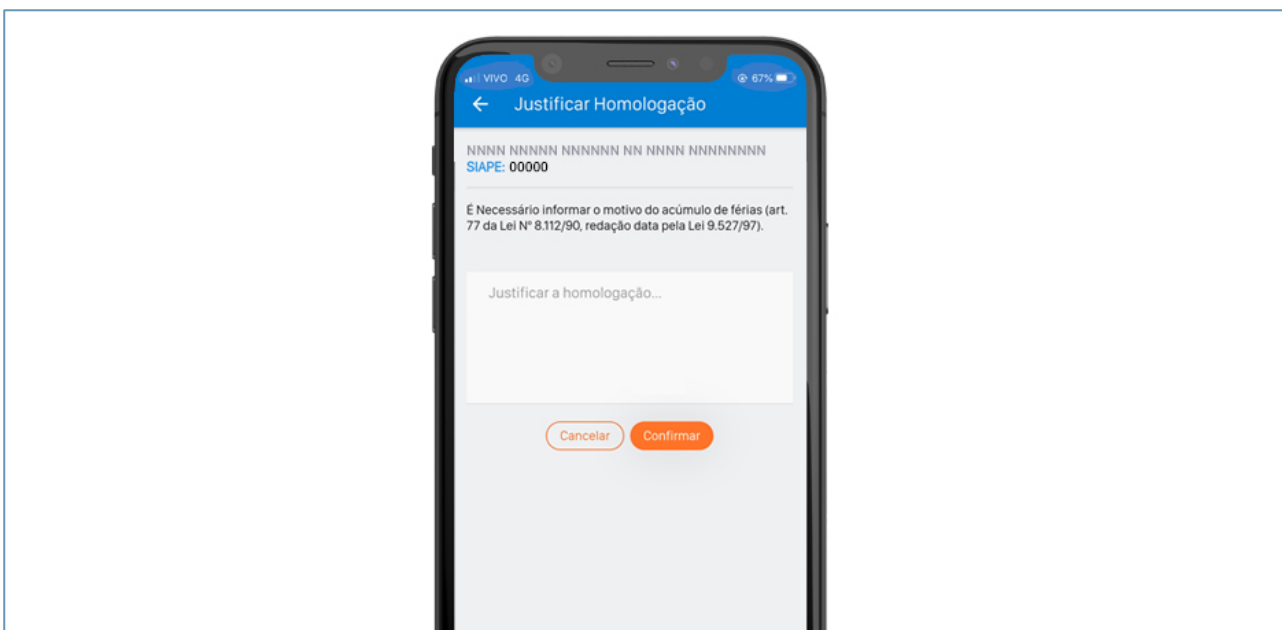 VIVO 4G 67%
Justificar Homologação
NNNN NNNNN NNNNNN NN NNNN NNNNNNNN
SIAPE: 00000
É Necessário informar o motivo do acúmulo de férias (art.
77 da Lei Nº 8.112/90, redação data pela Lei 9.527/97).
Justificar a homologação...
Cancelar Confirmar